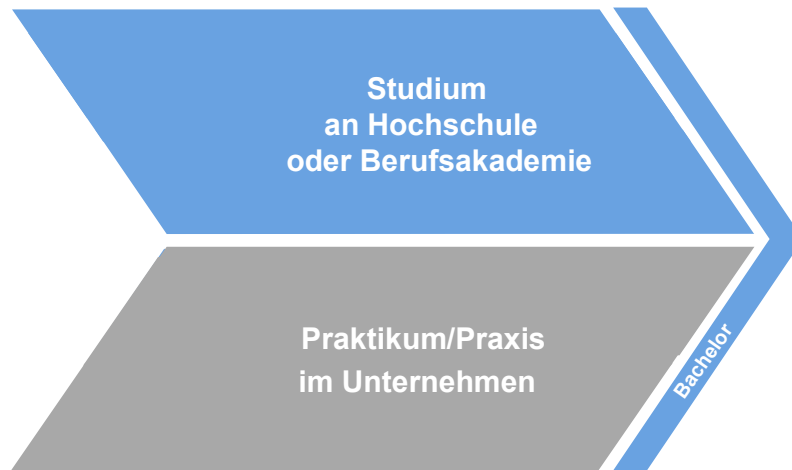 Studium
an Hochschule
oder Berufsakademie
Praktikum/Praxis
im Unternehmen
Bachelor